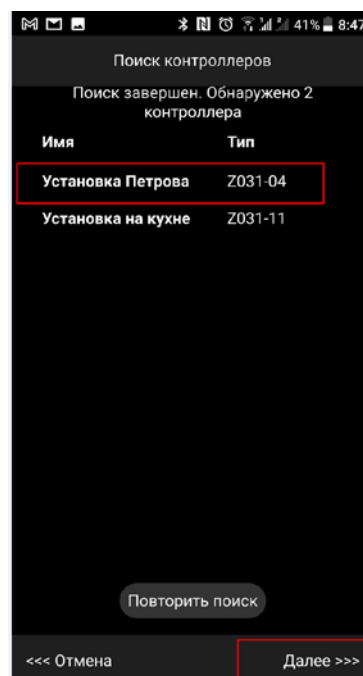 41% 8:47
Поиск контроллеров
Поиск завершен. Обнаружено 2
контроллера
Имя Тип
Установка Петрова Z031-04
Установка на кухне Z031-11
Повторить поиск
<<< Отмена Далее >>>